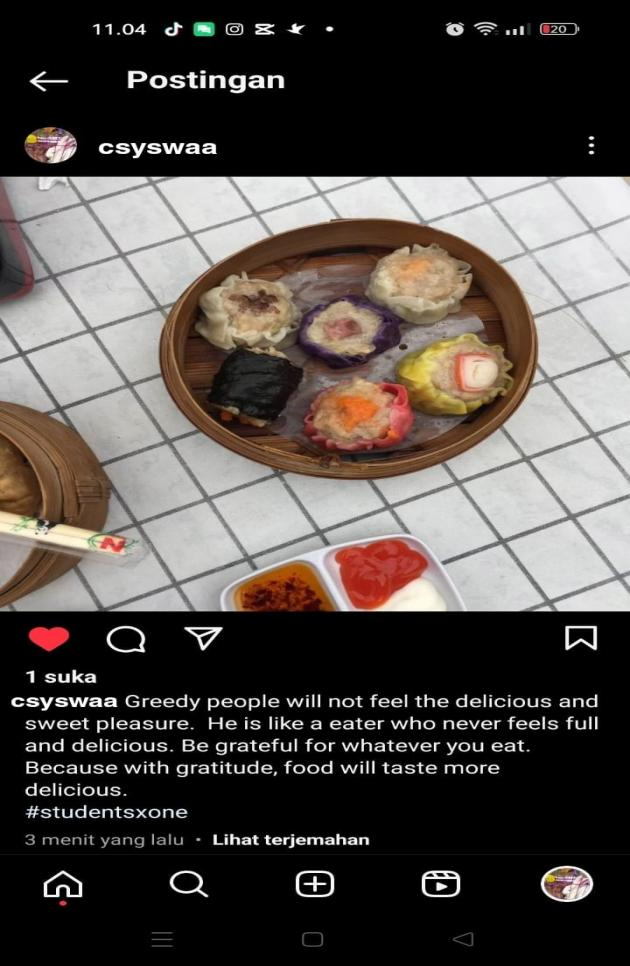 11.04
20
Postingan
csyswaa
N
1 suka
csyswaa Greedy people will not feel the delicious and
sweet pleasure.  He is like a eater who never feels full
and delicious. Be grateful for whatever you eat.
Because with gratitude, food will taste more
delicious.
#studentsxone
3 menit yang lalu • Lihat terjemahan